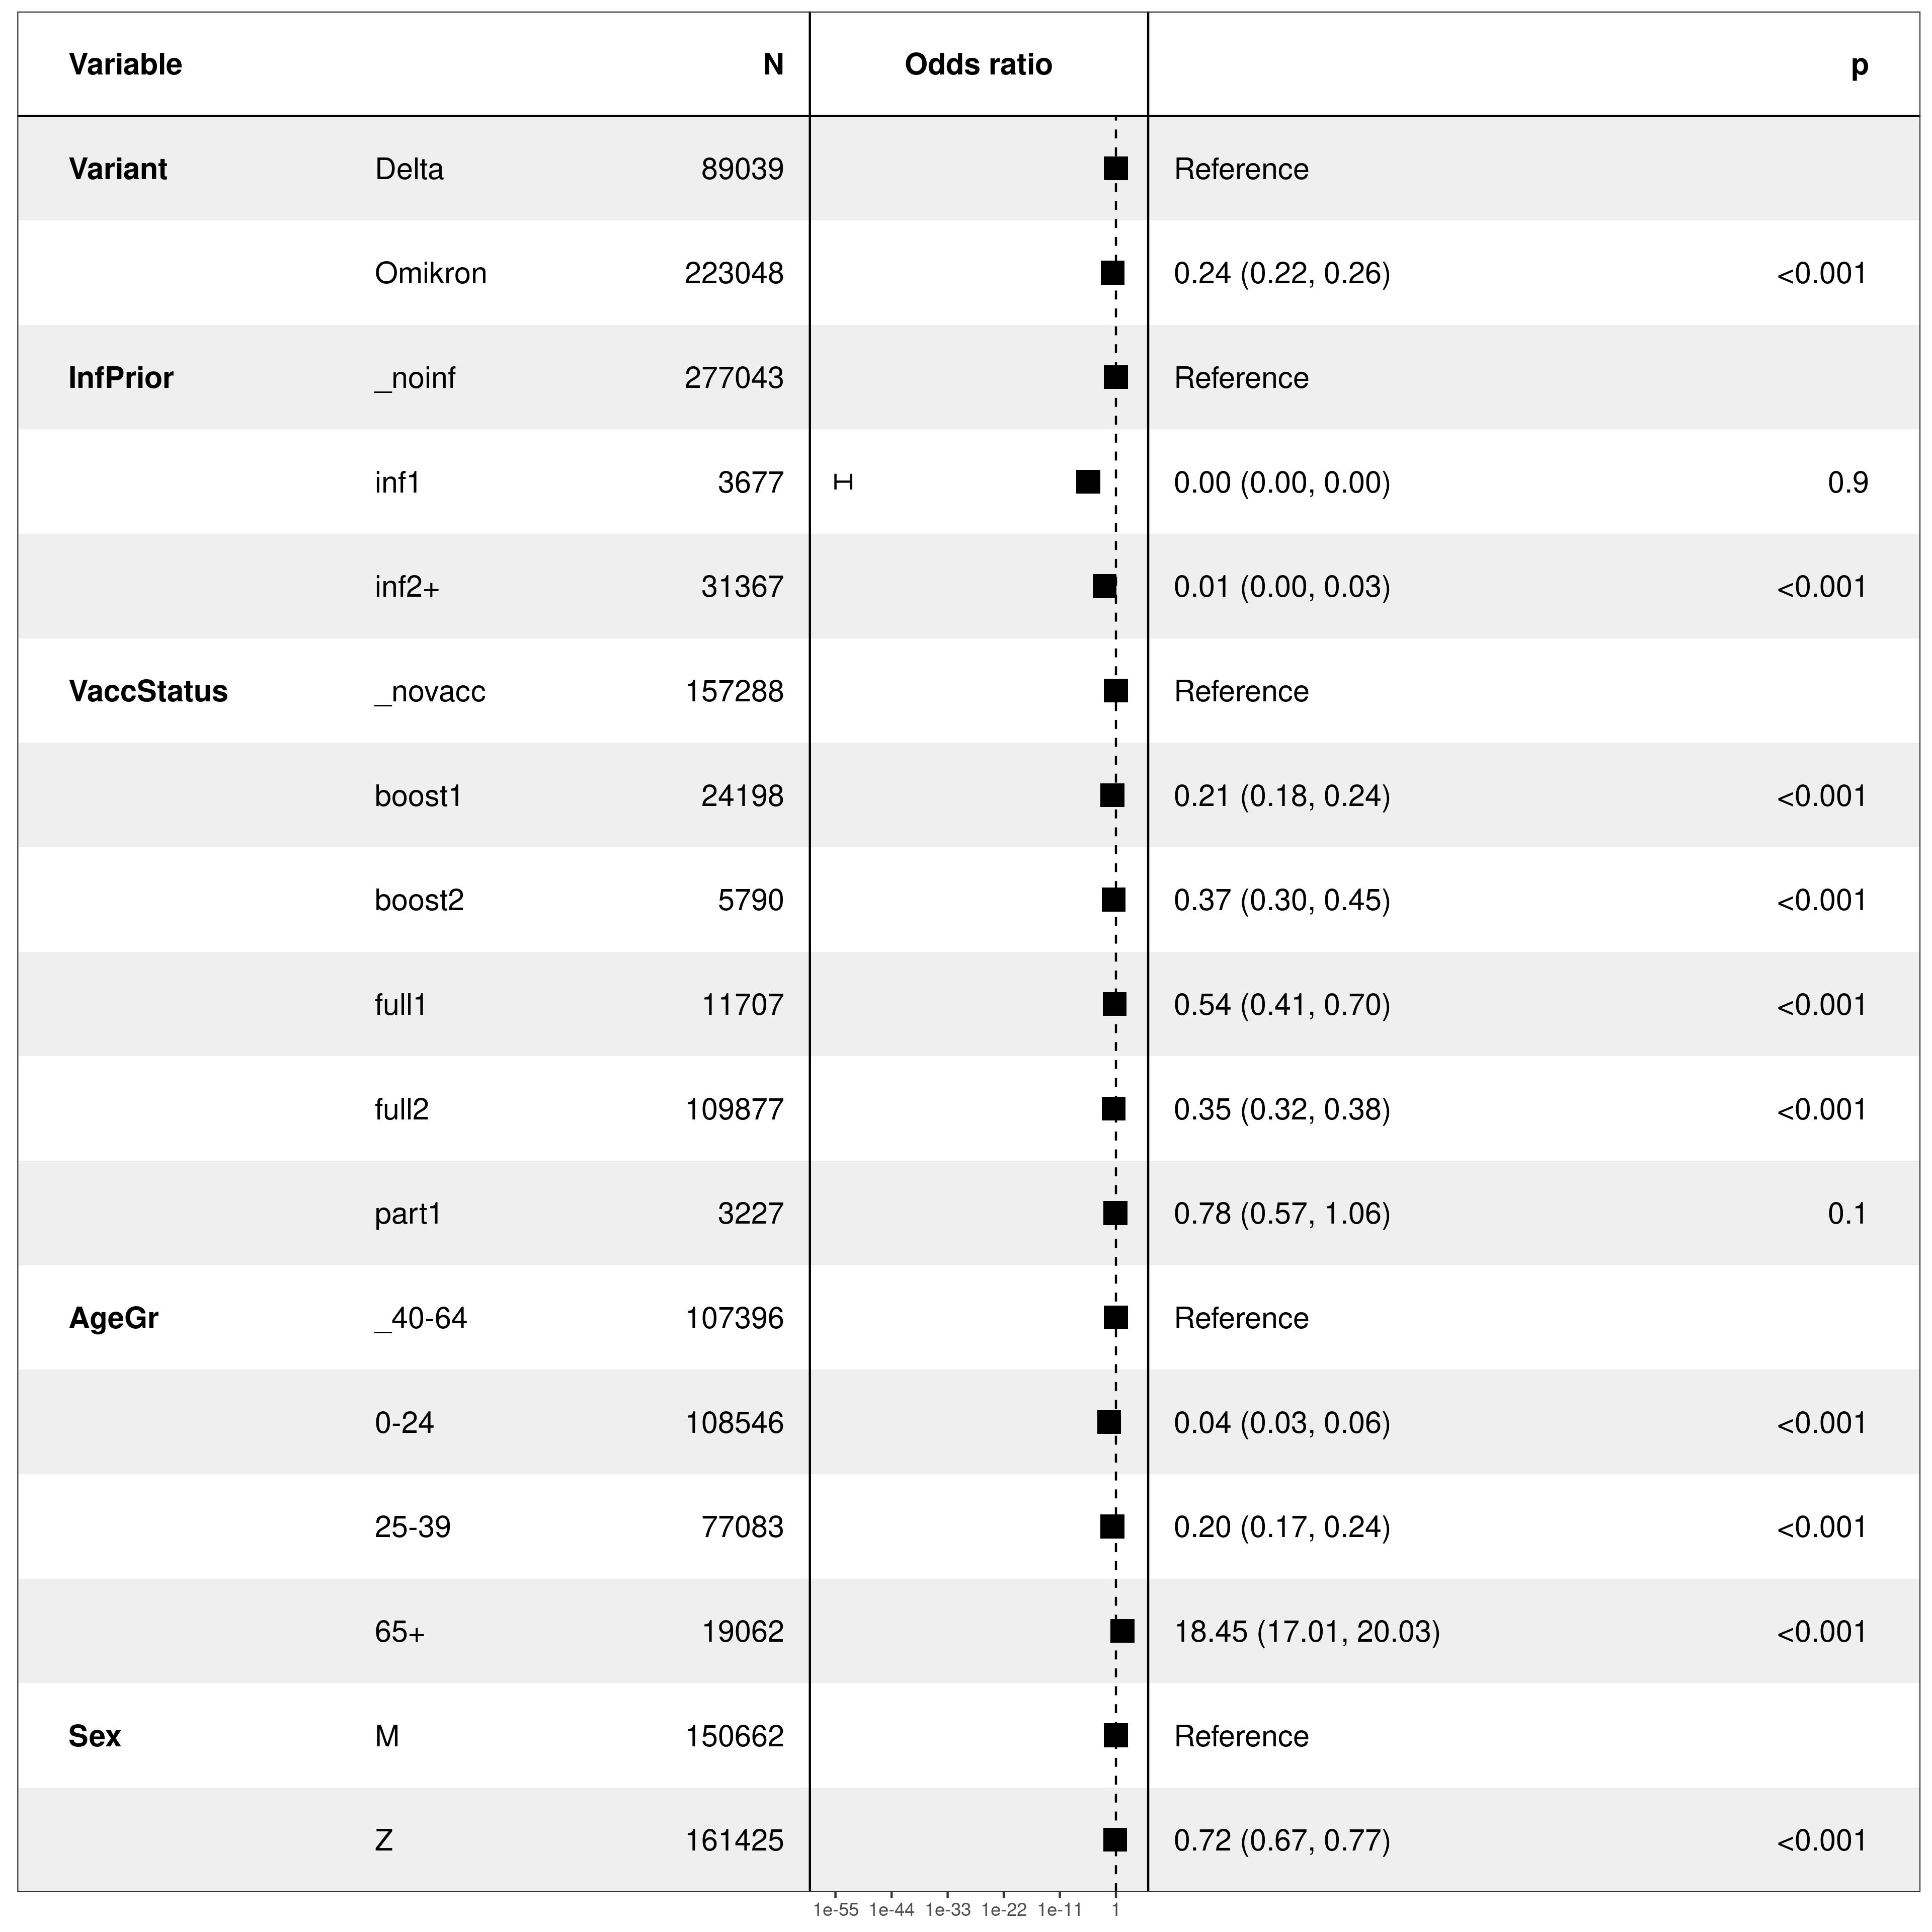 Variable N Odds ratio p
Variant Delta 89039 Reference
Omikron 223048 0.24 (0.22, 0.26) <0.001
InfPrior _noinf 277043 Reference
inf1 3677 0.00 (0.00, 0.00) 0.9
inf2+ 31367 0.01 (0.00, 0.03) <0.001
VaccStatus _novacc 157288 Reference
boost1 24198 0.21 (0.18, 0.24) <0.001
boost2 5790 0.37 (0.30, 0.45) <0.001
full1 11707 0.54 (0.41, 0.70) <0.001
full2 109877 0.35 (0.32, 0.38) <0.001
part1 3227 0.78 (0.57, 1.06) 0.1
AgeGr _40-64 107396 Reference
0-24 108546 0.04 (0.03, 0.06) <0.001
25-39 77083 0.20 (0.17, 0.24) <0.001
65+ 19062 18.45 (17.01, 20.03) <0.001
Sex M 150662 Reference
Z 161425 0.72 (0.67, 0.77) <0.001
1e-55 1e-44 1e-33 1e-22 1e-11 1